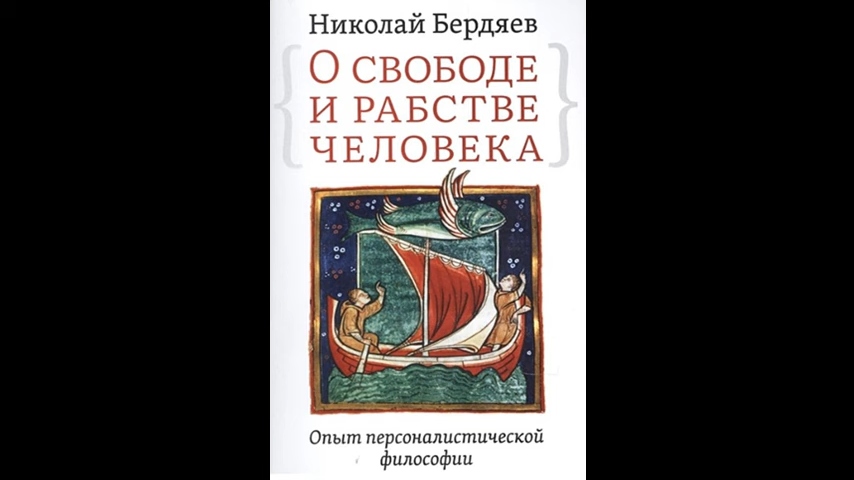 Николай Бердяев
О СВОБОДЕ
И РАБСТВЕ
ЧЕЛОВЕКА
Опыт персоналистической
философии